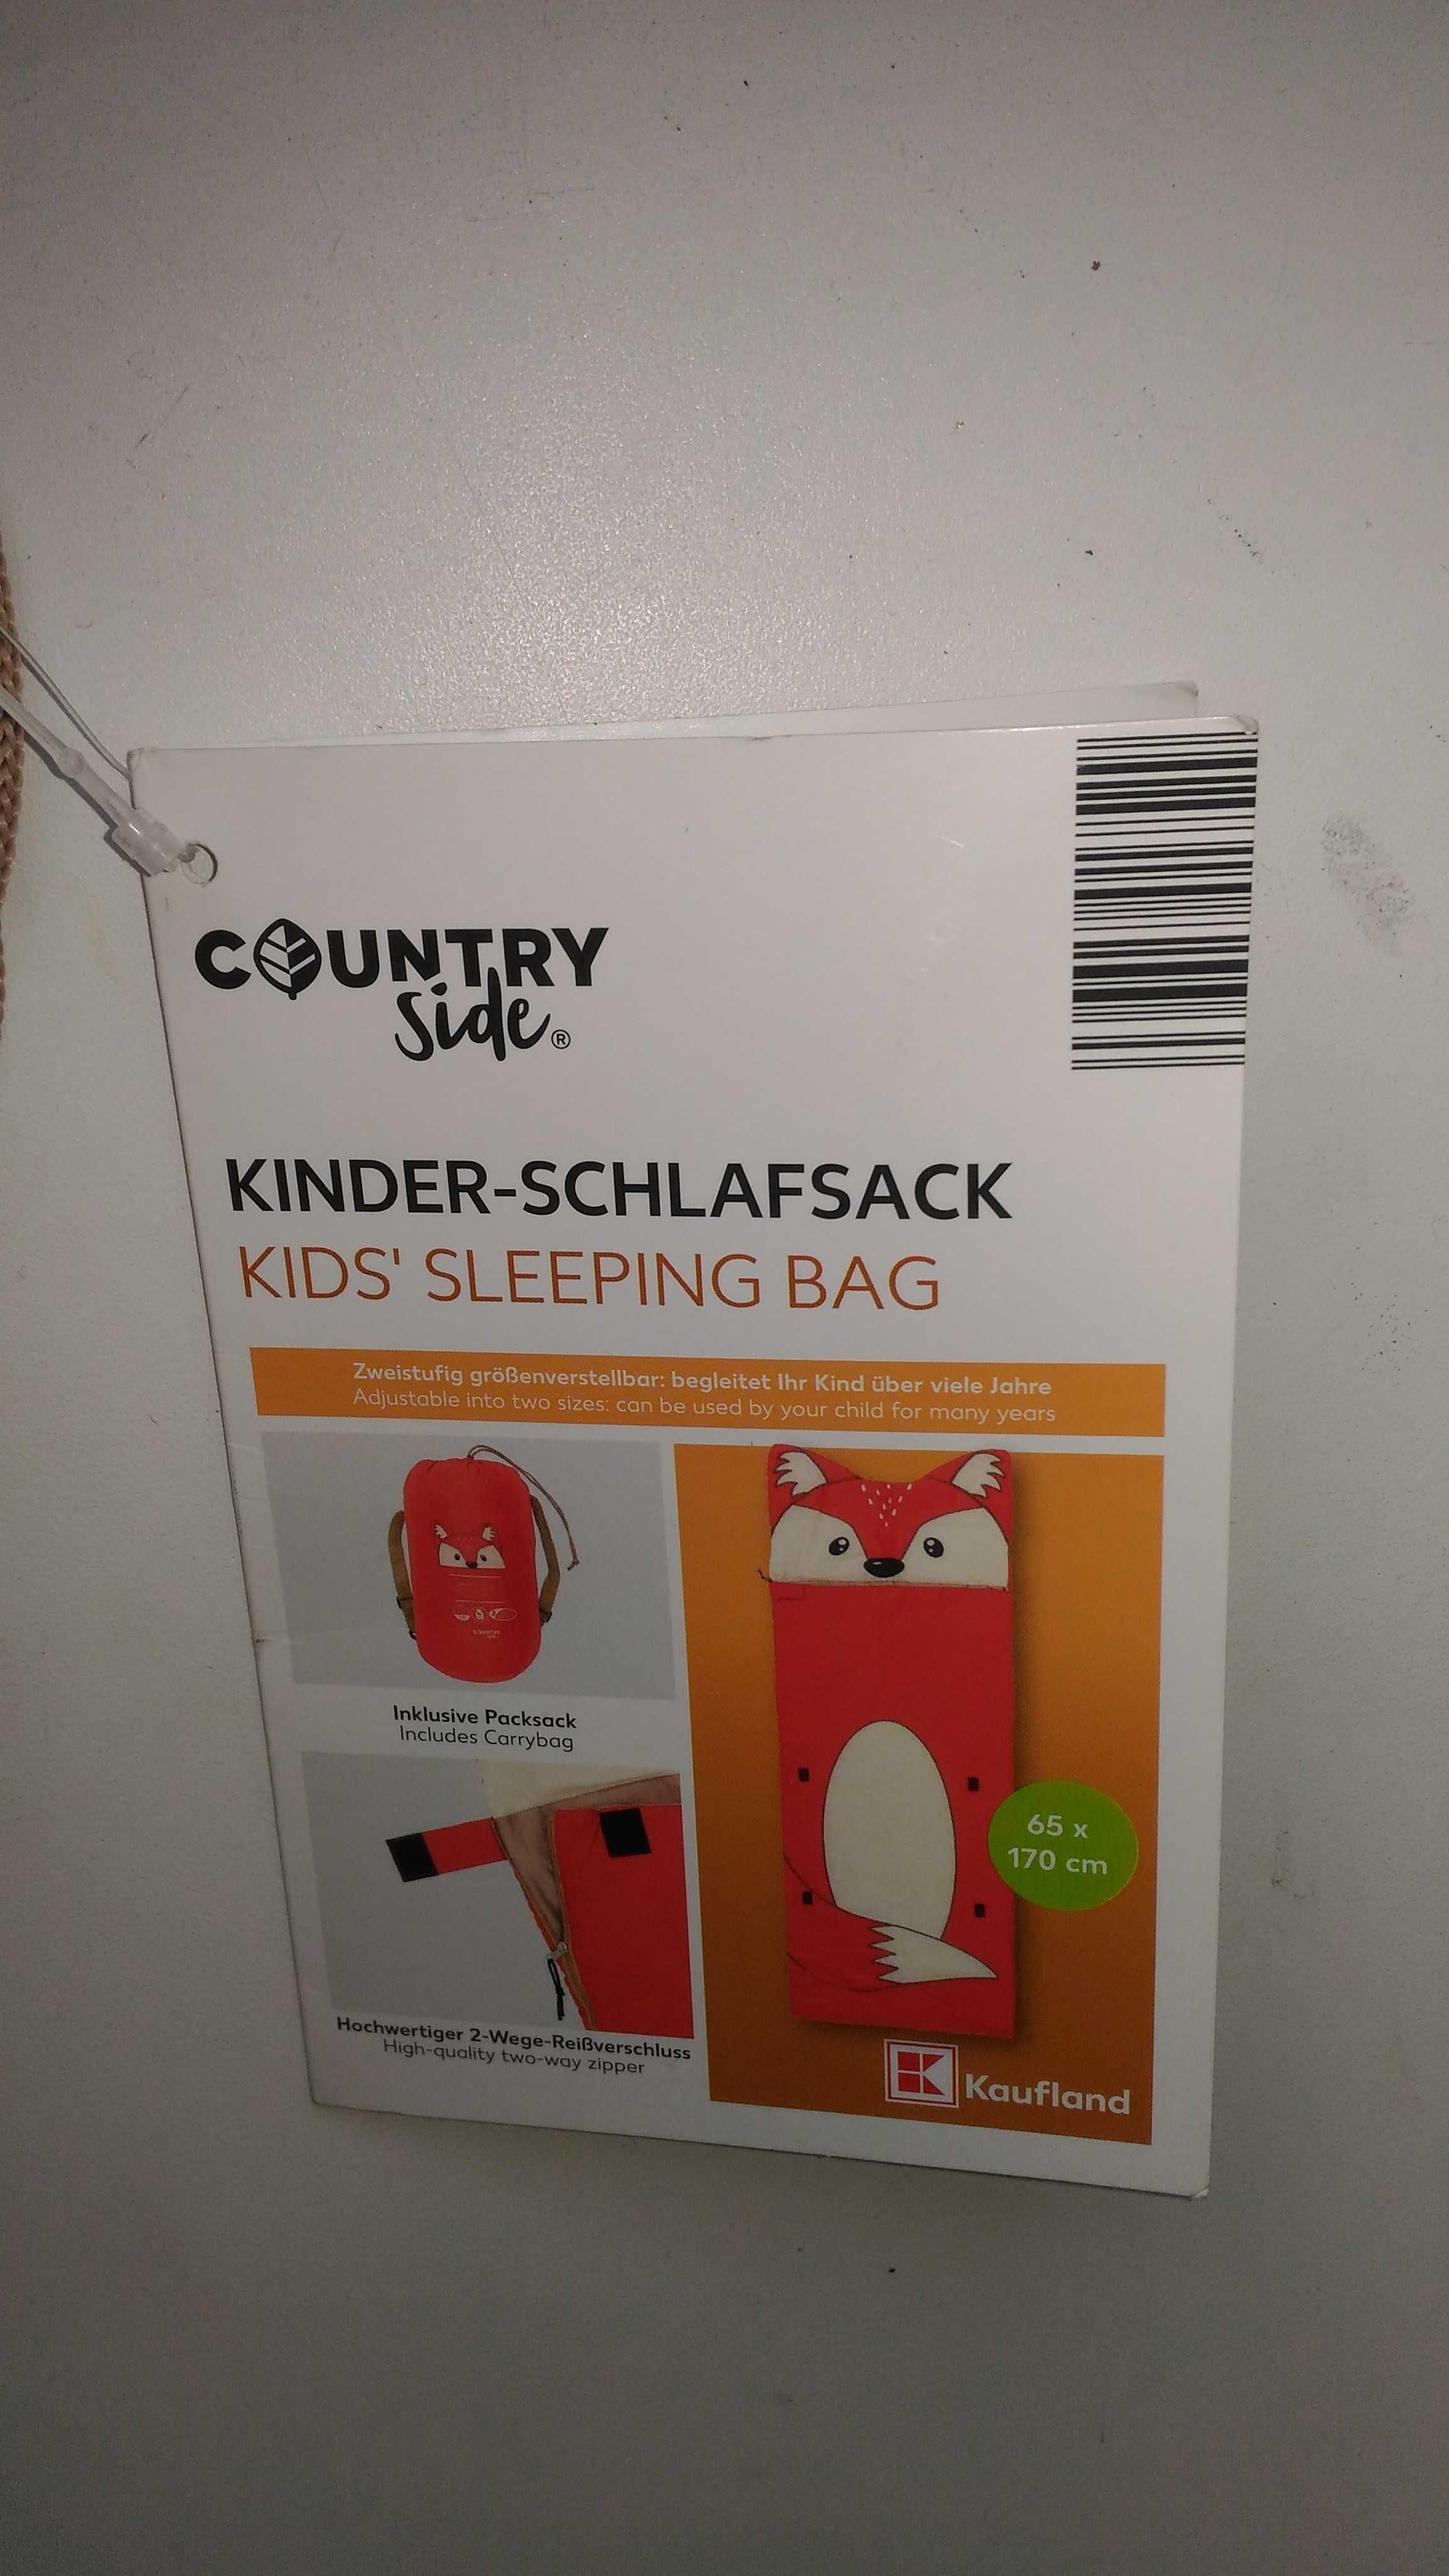 COUNTRY
side®
KINDER-SCHLAFSACK
KIDS' SLEEPING BAG
Zweistufig größenverstellbar: begleitet Ihr Kind über viele Jahre
Adjustable into two sizes: can be used by your child for many years
Inklusive Packsack
Includes Carrybag
65 x
170 cm
Hochwertiger 2-Wege-Reißverschluss
High-quality two-way zipper
Kaufland